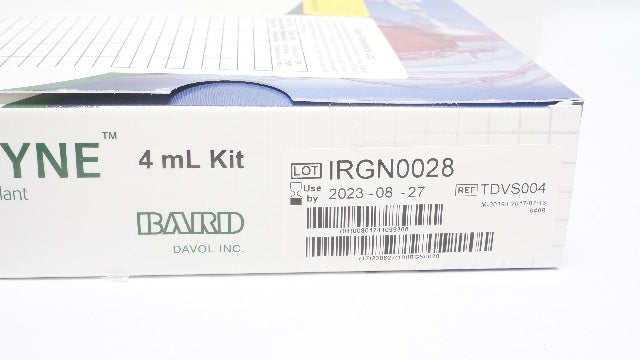 YNE™ 4 mL Kit
lant
BARD
DAVOL INC.
LOT IRGN0028
Use by 2023-08-27
REF TDVS004